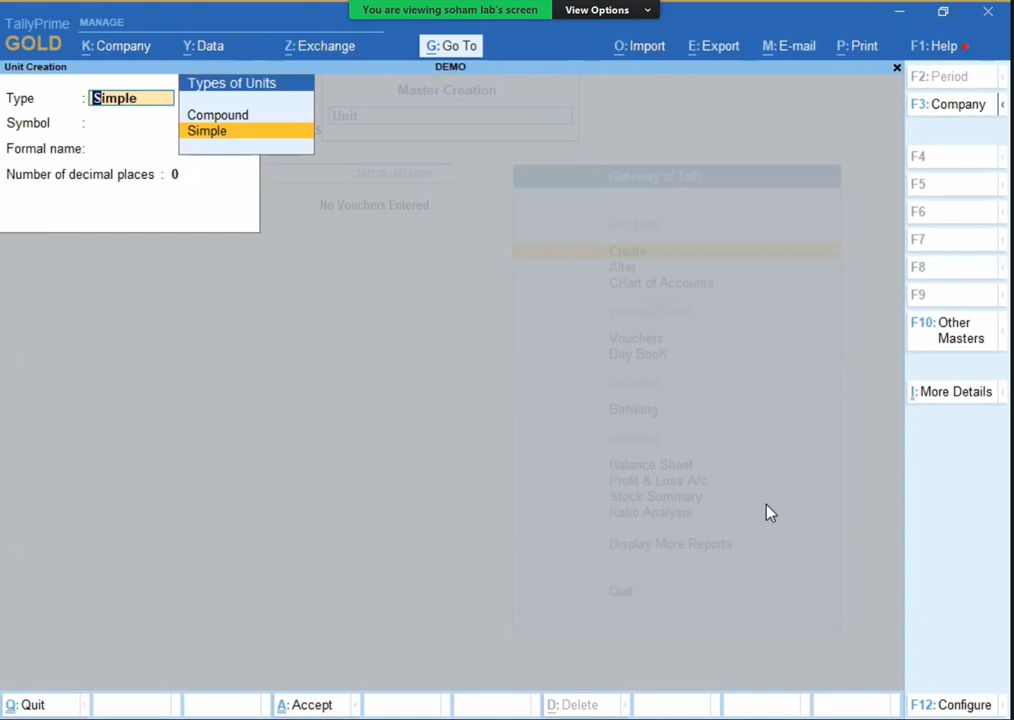 You are viewing soham lab's screen
View Options
TallyPrime
GOLD
MANAGE
K: Company
Y: Data
Z: Exchange
G: Go To
O: Import
E: Export
M: E-mail
P: Print
F1: Help
Unit Creation
DEMO
Type : Simple
Symbol :
Formal name:
Number of decimal places : 0
Types of Units
Compound
Simple
Master Creation
Unit
DATE OF LAST ENTRY
No Vouchers Entered
Gateway of Tally
Create
Alter
CHart of Accounts
Vouchers
Day BooK
BaNking
Balance Sheet
Profit & Loss A/c
Stock Summary
Ratio Analysis
Display More Reports
Quit
F2: Period
F3: Company
F4
F5
F6
F7
F8
F9
F10: Other
Masters
I: More Details
Q: Quit
A: Accept
D: Delete
F12: Configure